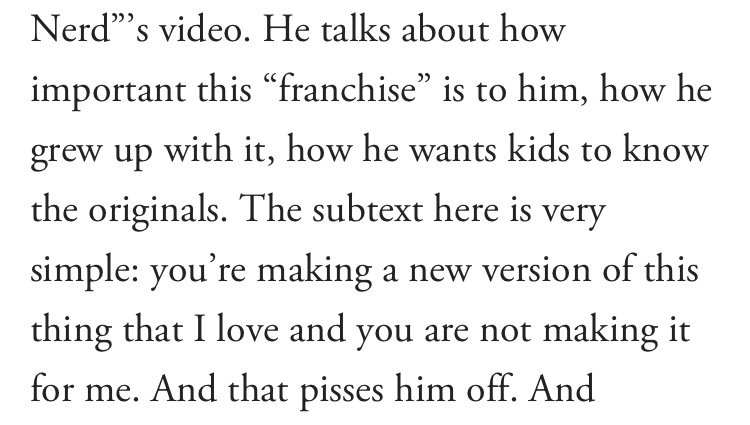 Nerd”’s video. He talks about how
important this “franchise” is to him, how he
grew up with it, how he wants kids to know
the originals. The subtext here is very
simple: you’re making a new version of this
thing that I love and you are not making it
for me. And that pisses him off. And